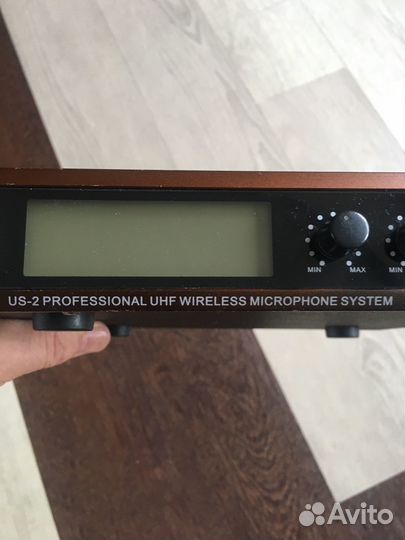 MIN MAX MIN
US-2 PROFESSIONAL UHF WIRELESS MICROPHONE SYSTEM
Avito